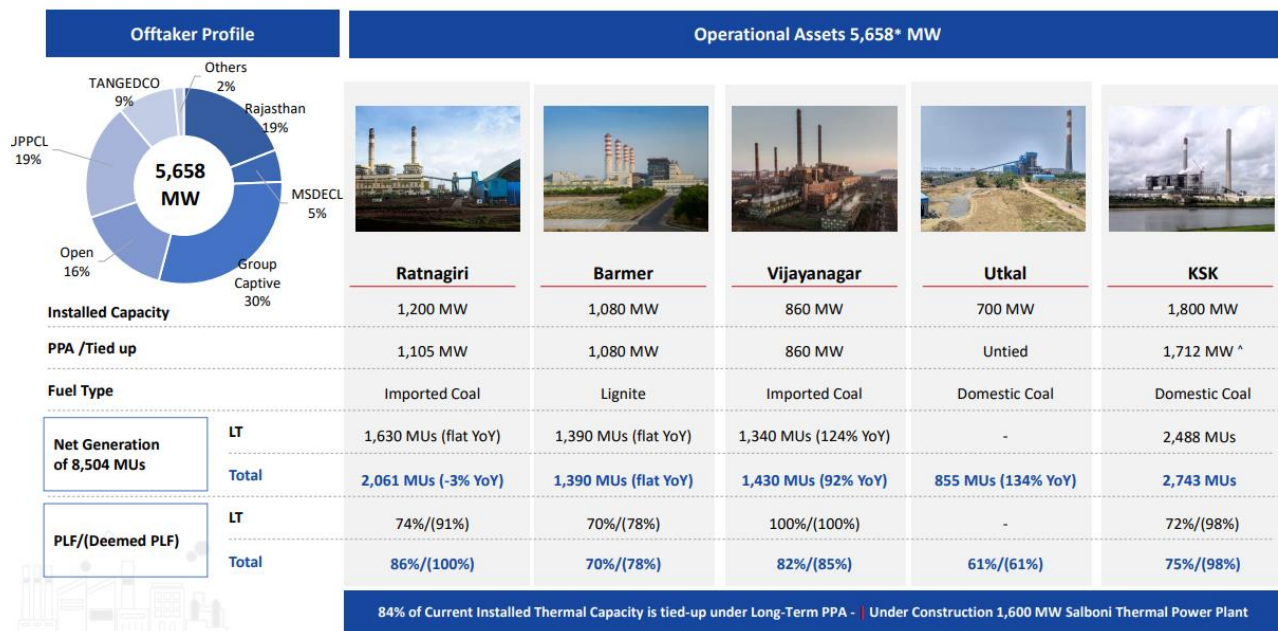 Offtaker Profile
Operational Assets 5,658* MW
Others
2%
TANGEDCO
9%
Rajasthan
19%
JPPCL
19%
5,658
MW
MSDECL
5%
Open
16%
Group
Captive
30%
Ratnagiri Barmer Vijayanagar Utkal KSK
Installed Capacity 1,200 MW 1,080 MW 860 MW 700 MW 1,800 MW
PPA /Tied up 1,105 MW 1,080 MW 860 MW Untied 1,712 MW ^
Fuel Type Imported Coal Lignite Imported Coal Domestic Coal Domestic Coal
Net Generation
of 8,504 MUs
LT 1,630 MUs (flat YoY) 1,390 MUs (flat YoY) 1,340 MUs (124% YoY) - 2,488 MUs
Total 2,061 MUs (-3% YoY) 1,390 MUs (flat YoY) 1,430 MUs (92% YoY) 855 MUs (134% YoY) 2,743 MUs
PLF/(Deemed PLF)
LT 74%/(91%) 70%/(78%) 100%/(100%) - 72%/(98%)
Total 86%/(100%) 70%/(78%) 82%/(85%) 61%/(61%) 75%/(98%)
84% of Current Installed Thermal Capacity is tied-up under Long-Term PPA - | Under Construction 1,600 MW Salboni Thermal Power Plant